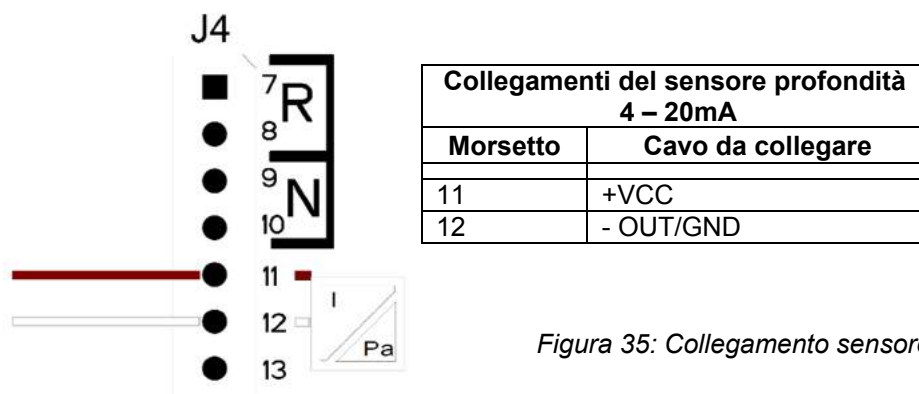 J4
7
R
8
9
N
10
11
I
12
Pa
13
Collegamenti del sensore profondità
4 – 20mA
Morsetto Cavo da collegare
11 +VCC
12 - OUT/GND
Figura 35: Collegamento sensore